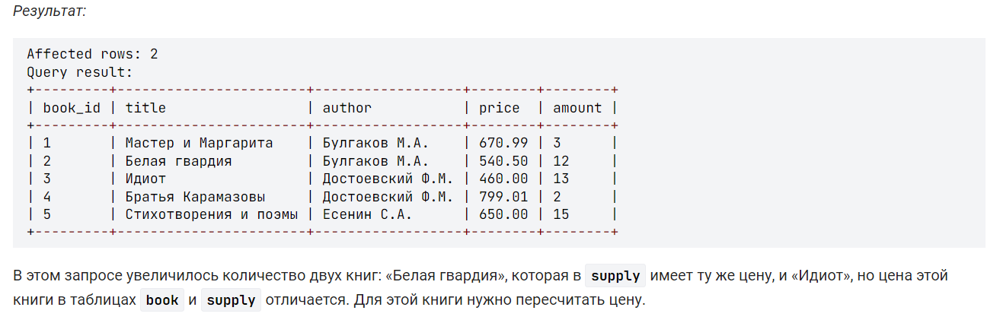 Результат:
Affected rows: 2
Query result:
+---------+-----------------------+------------------+--------+--------+
| book_id | title                 | author           | price  | amount |
+---------+-----------------------+------------------+--------+--------+
| 1       | Мастер и Маргарита    | Булгаков М.А.    | 670.99 | 3      |
| 2       | Белая гвардия         | Булгаков М.А.    | 540.50 | 12     |
| 3       | Идиот                 | Достоевский Ф.М. | 460.00 | 13     |
| 4       | Братья Карамазовы     | Достоевский Ф.М. | 799.01 | 2      |
| 5       | Стихотворения и поэмы | Есенин С.А.      | 650.00 | 15     |
+---------+-----------------------+------------------+--------+--------+
В этом запросе увеличилось количество двух книг: «Белая гвардия», которая в supply имеет ту же цену, и «Идиот», но цена этой
книги в таблицах book и supply отличается. Для этой книги нужно пересчитать цену.